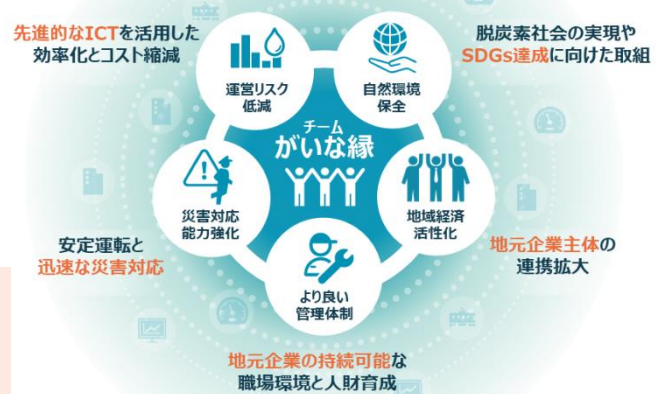 先進的なICTを活用した
効率化とコスト縮減
脱炭素社会の実現や
SDGs達成に向けた取組
運営リスク
低減
自然環境
保全
チーム
がいな縁
災害対応
能力強化
地域経済
活性化
安定運転と
迅速な災害対応
地元企業主体の
連携拡大
より良い
管理体制
地元企業の持続可能な
職場環境と人財育成